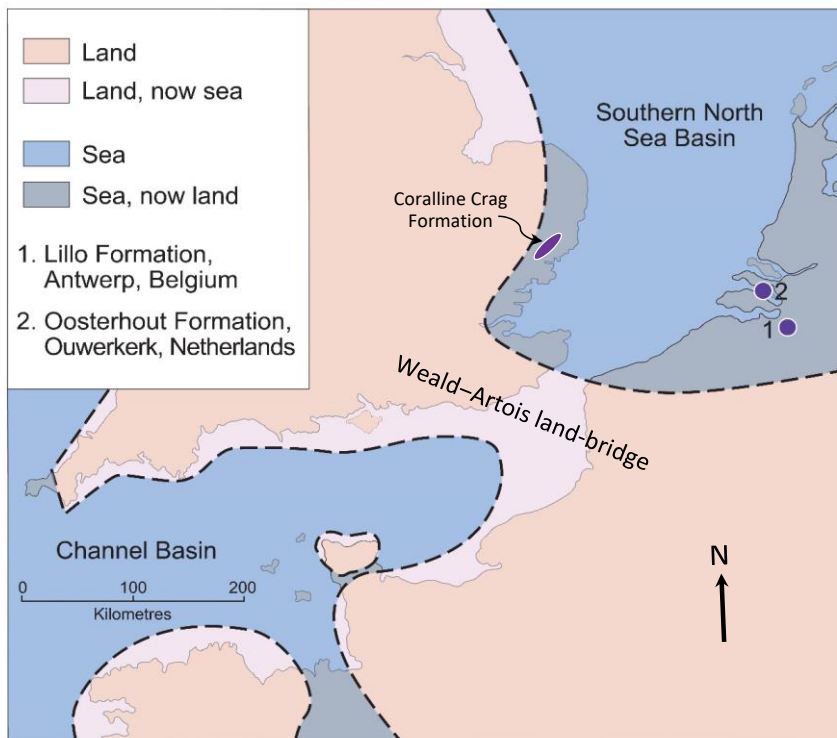 Land
Land, now sea
Sea
Sea, now land
1. Lillo Formation,
Antwerp, Belgium
2. Oosterhout Formation,
Ouwerkerk, Netherlands
Southern North
Sea Basin
Coralline Crag
Formation
2
1
Weald–Artois land-bridge
Channel Basin
0 100 200
Kilometres
N